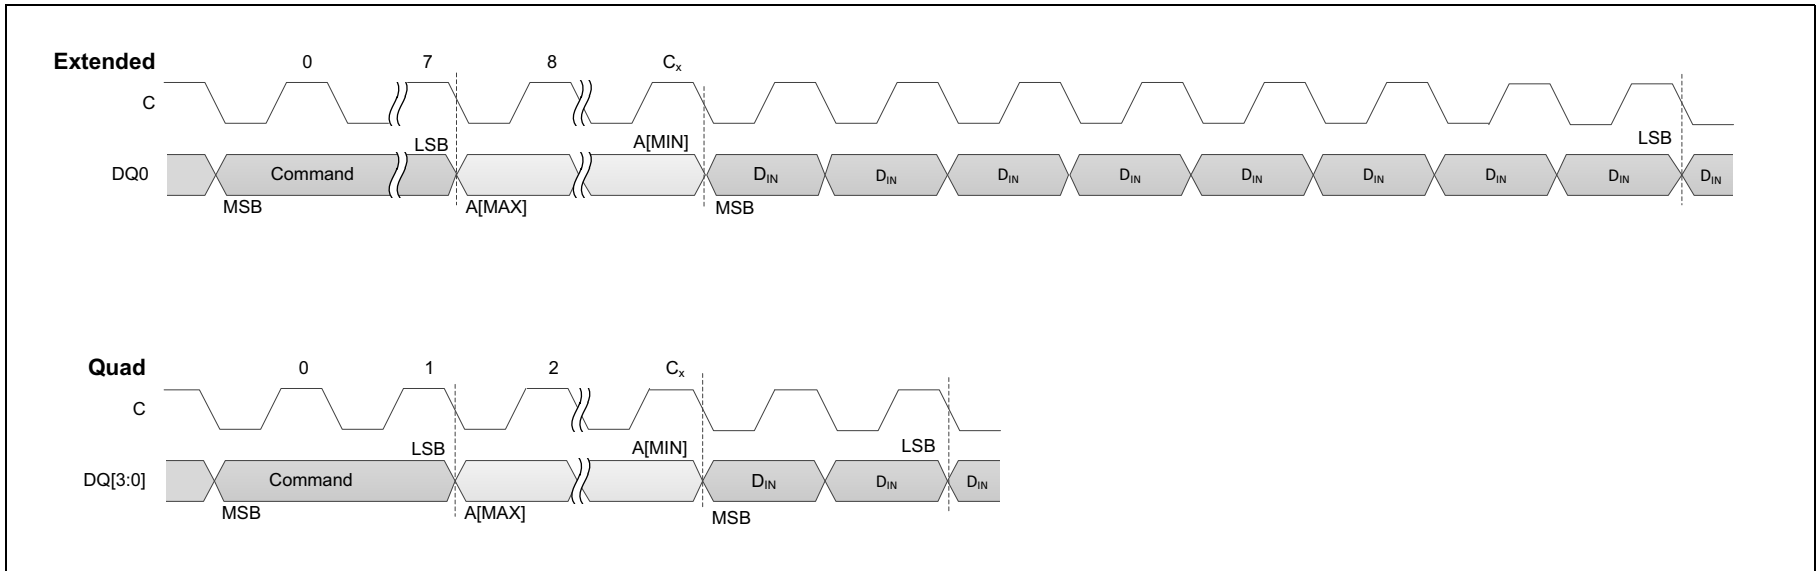 Extended 0 7 8 Cx
C
LSB A[MIN] LSB
DQ0 Command DIN DIN DIN DIN DIN DIN DIN DIN DIN
MSB A[MAX] MSB
Quad 0 1 2 Cx
C
LSB A[MIN] LSB
DQ[3:0] Command DIN DIN DIN
MSB A[MAX] MSB